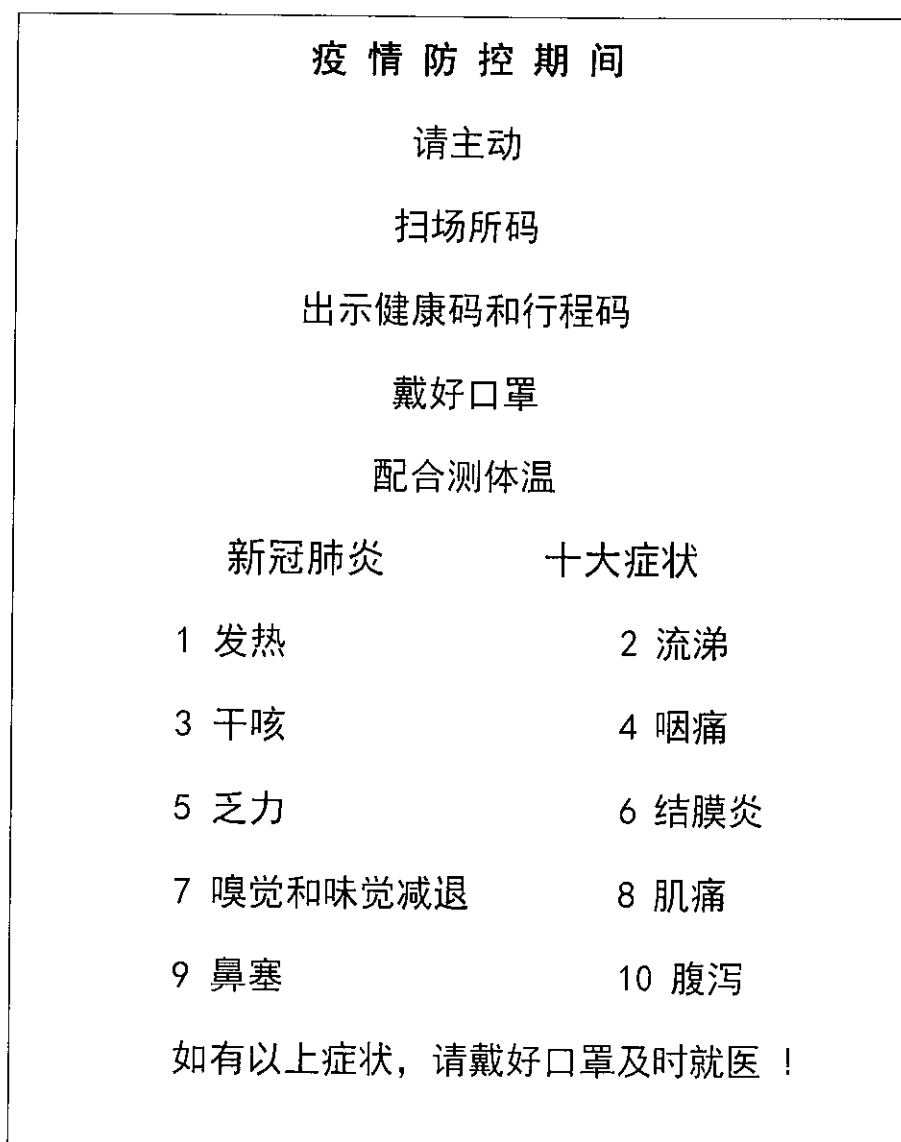 疫情防控期间
请主动
扫场所码
出示健康码和行程码
戴好口罩
配合测体温
新冠肺炎 十大症状
1 发热 2 流涕
3 干咳 4 咽痛
5 乏力 6 结膜炎
7 嗅觉和味觉减退 8 肌痛
9 鼻塞 10 腹泻
如有以上症状，请戴好口罩及时就医！